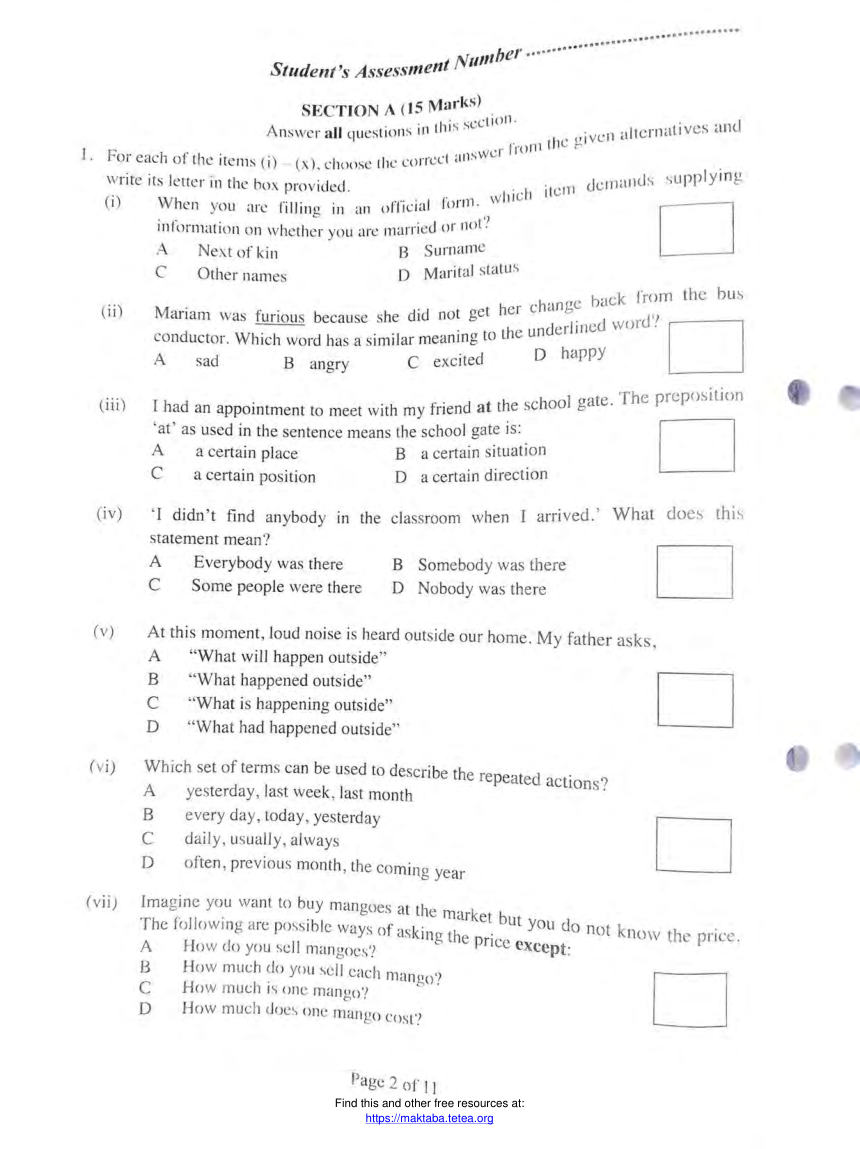 Student's Assessment Number
SECTION A (15 Marks)
Answer all questions in this section.
1. For each of the items (i) – (x), choose the correct answer from the given alternatives and
write its letter in the box provided.
(i) When you are filling in an official form, which item demands supplying
information on whether you are married or not?
A Next of kin B Surname
C Other names D Marital status
(ii) Mariam was furious because she did not get her change back from the bus
conductor. Which word has a similar meaning to the underlined word?
A sad B angry C excited D happy
(iii) I had an appointment to meet with my friend at the school gate. The preposition
'at' as used in the sentence means the school gate is:
A a certain place B a certain situation
C a certain position D a certain direction
(iv) 'I didn't find anybody in the classroom when I arrived.' What does this
statement mean?
A Everybody was there B Somebody was there
C Some people were there D Nobody was there
(v) At this moment, loud noise is heard outside our home. My father asks,
A "What will happen outside"
B "What happened outside"
C "What is happening outside"
D "What had happened outside"
(vi) Which set of terms can be used to describe the repeated actions?
A yesterday, last week, last month
B every day, today, yesterday
C daily, usually, always
D often, previous month, the coming year
(vii) Imagine you want to buy mangoes at the market but you do not know the price.
The following are possible ways of asking the price except:
A How do you sell mangoes?
B How much do you sell each mango?
C How much is one mango?
D How much does one mango cost?
Page 2 of 11
Find this and other free resources at:
https://maktaba.tetea.org